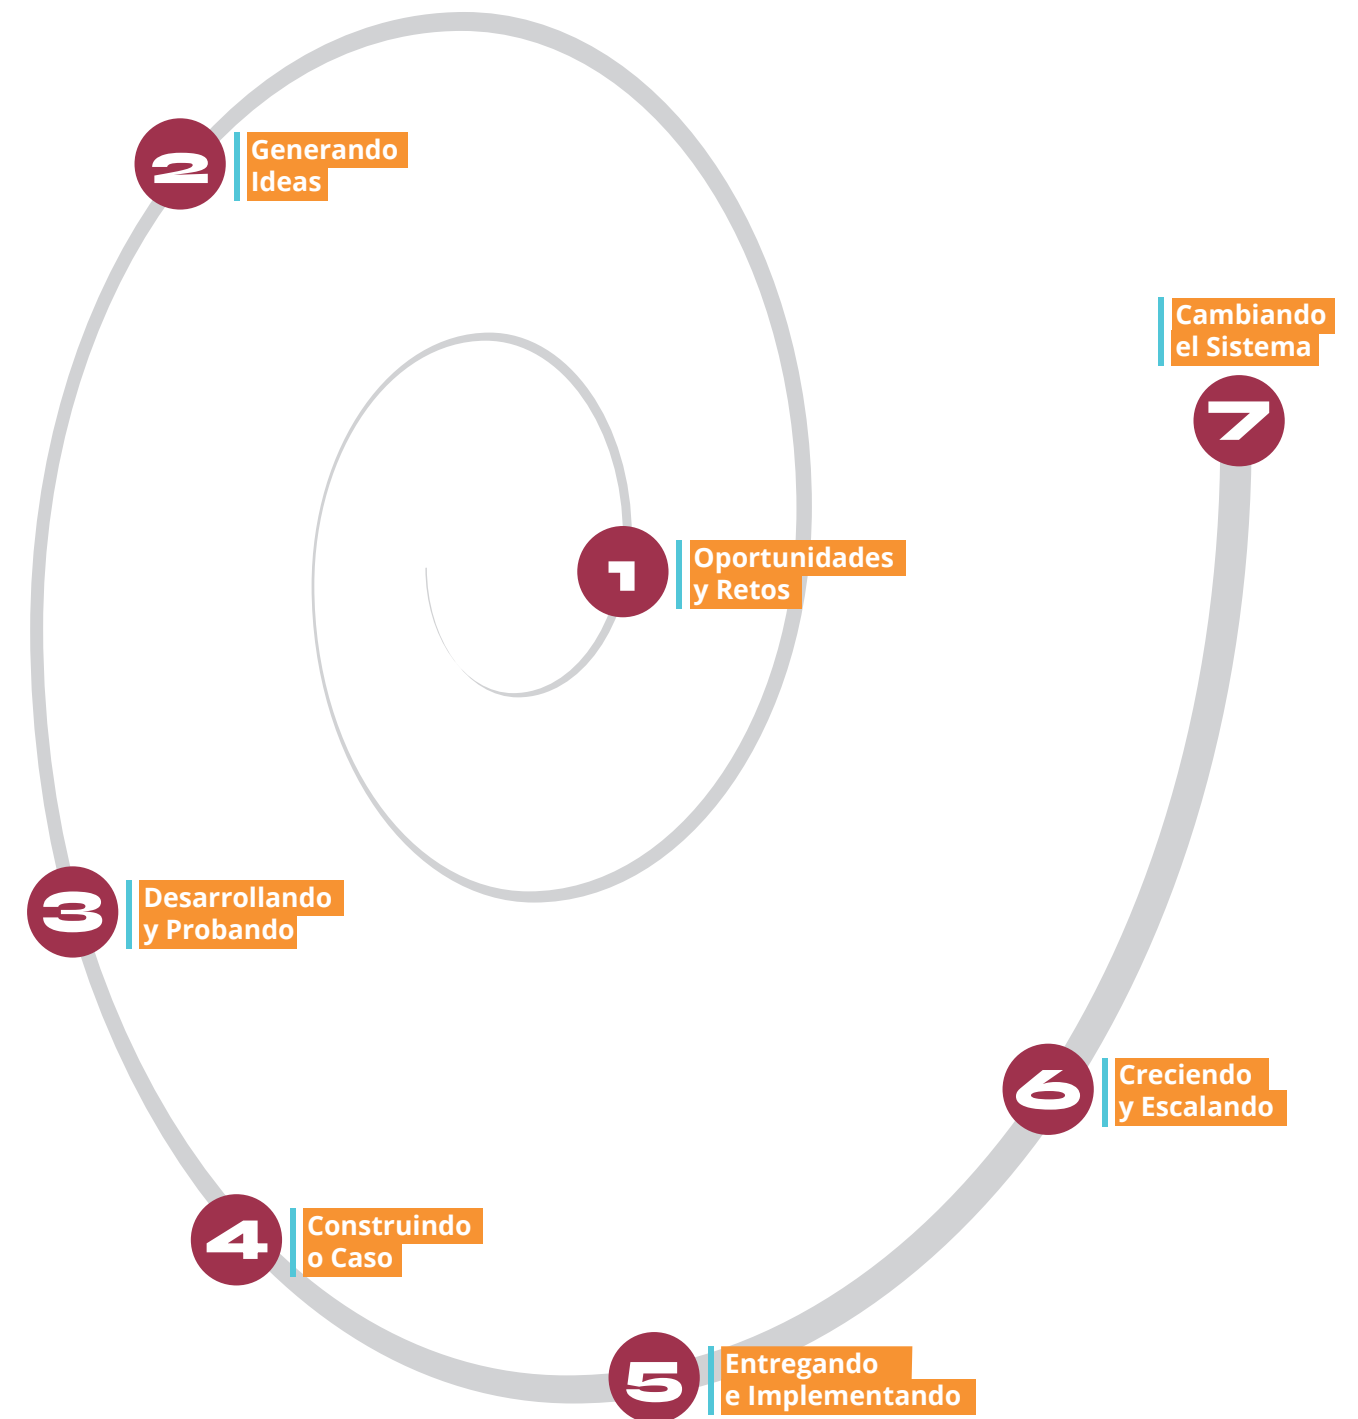 1
Oportunidades
y Retos
2
Generando
Ideas
3
Desarrollando
y Probando
4
Construindo
o Caso
5
Entregando
e Implementando
6
Creciendo
y Escalando
7
Cambiando
el Sistema